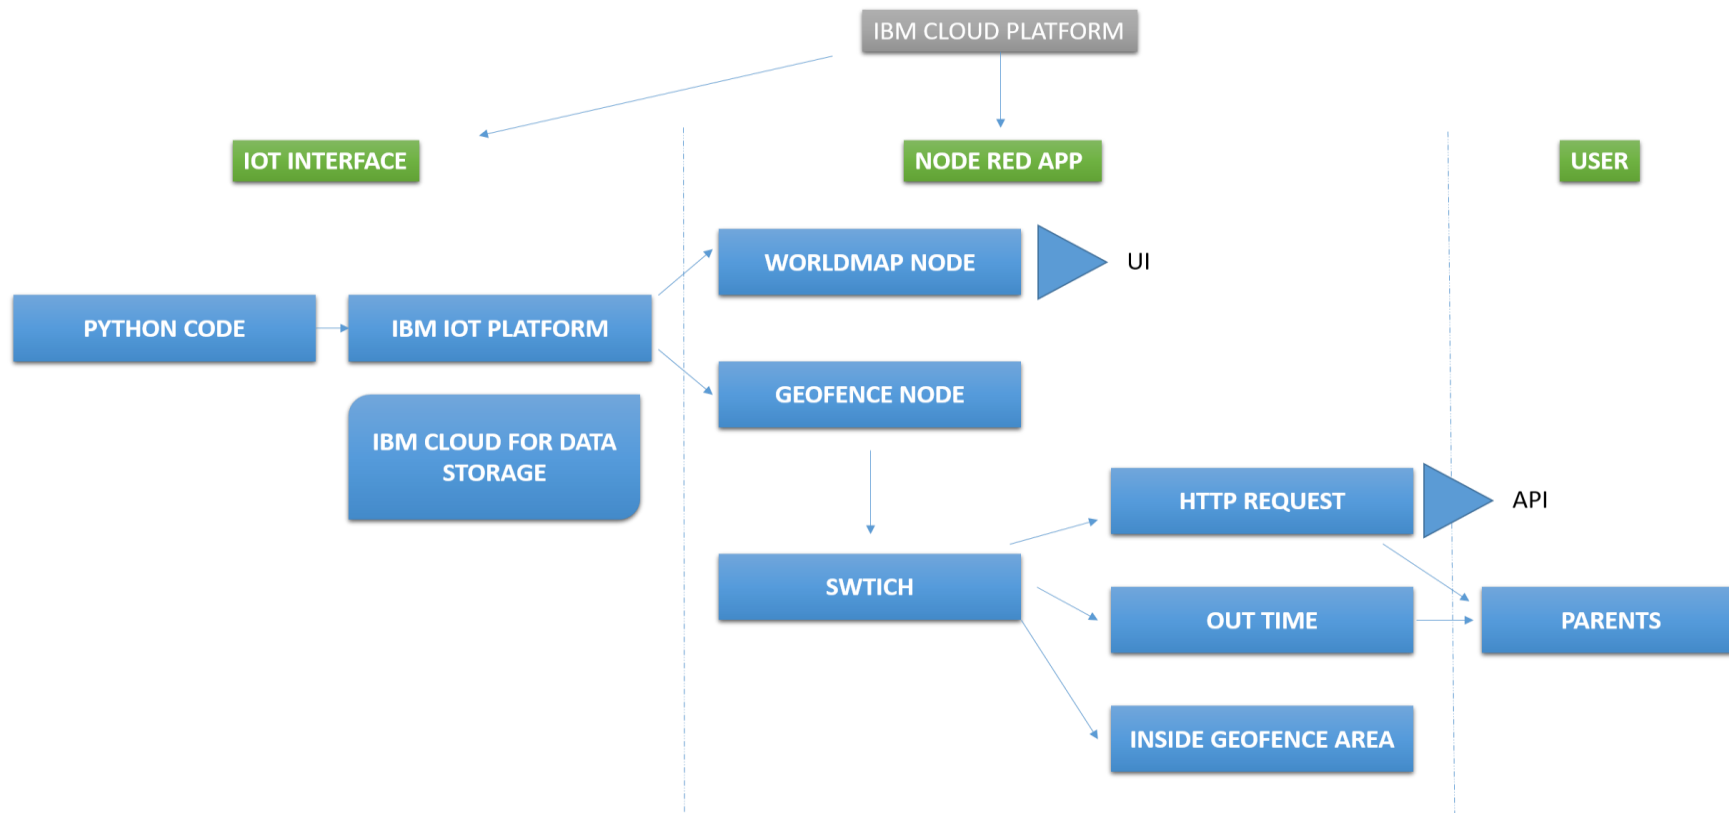 IBM CLOUD PLATFORM
IOT INTERFACE
NODE RED APP
USER
WORLDMAP NODE
UI
PYTHON CODE
IBM IOT PLATFORM
GEOFENCE NODE
IBM CLOUD FOR DATA
STORAGE
HTTP REQUEST
API
SWTICH
OUT TIME
PARENTS
INSIDE GEOFENCE AREA